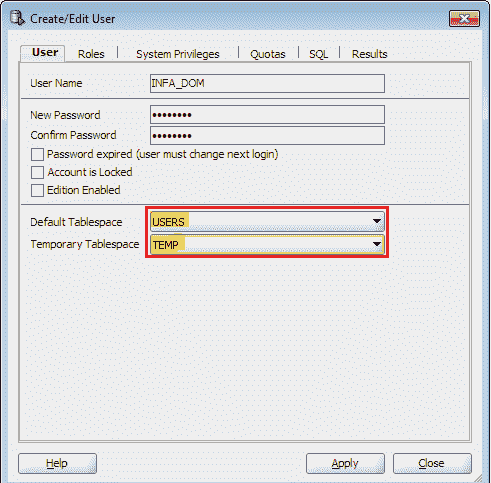 Create/Edit User
User Roles System Privileges Quotas SQL Results
User Name INFA_DOM
New Password ••••••••
Confirm Password ••••••••
Password expired (user must change next login)
Account is Locked
Edition Enabled
Default Tablespace USERS
Temporary Tablespace TEMP
Help Apply Close